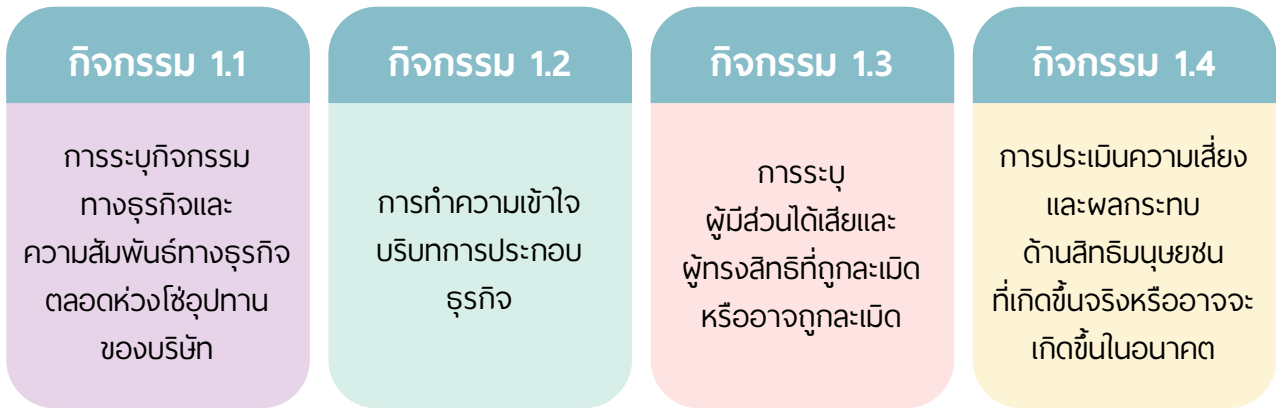 กิจกรรม 1.1
การระบุกิจกรรม
ทางธุรกิจและ
ความสัมพันธ์ทางธุรกิจ
ตลอดห่วงโซ่อุปทาน
ของบริษัท
กิจกรรม 1.2
การทำความเข้าใจ
บริบทการประกอบ
ธุรกิจ
กิจกรรม 1.3
การระบุ
ผู้มีส่วนได้เสียและ
ผู้ทรงสิทธิที่ถูกละเมิด
หรืออาจถูกละเมิด
กิจกรรม 1.4
การประเมินความเสี่ยง
และผลกระทบ
ด้านสิทธิมนุษยชน
ที่เกิดขึ้นจริงหรืออาจจะ
เกิดขึ้นในอนาคต